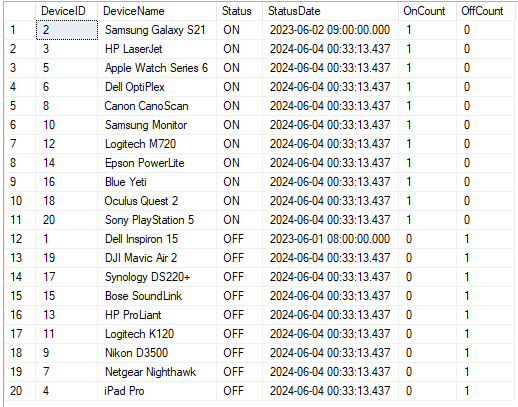 DeviceID DeviceName Status StatusDate OnCount OffCount
1 2 Samsung Galaxy S21 ON 2023-06-02 09:00:00.000 1 0
2 3 HP LaserJet ON 2024-06-04 00:33:13.437 1 0
3 5 Apple Watch Series 6 ON 2024-06-04 00:33:13.437 1 0
4 6 Dell OptiPlex ON 2024-06-04 00:33:13.437 1 0
5 8 Canon CanoScan ON 2024-06-04 00:33:13.437 1 0
6 10 Samsung Monitor ON 2024-06-04 00:33:13.437 1 0
7 12 Logitech M720 ON 2024-06-04 00:33:13.437 1 0
8 14 Epson PowerLite ON 2024-06-04 00:33:13.437 1 0
9 16 Blue Yeti ON 2024-06-04 00:33:13.437 1 0
10 18 Oculus Quest 2 ON 2024-06-04 00:33:13.437 1 0
11 20 Sony PlayStation 5 ON 2024-06-04 00:33:13.437 1 0
12 1 Dell Inspiron 15 OFF 2023-06-01 08:00:00.000 0 1
13 19 DJI Mavic Air 2 OFF 2024-06-04 00:33:13.437 0 1
14 17 Synology DS220+ OFF 2024-06-04 00:33:13.437 0 1
15 15 Bose SoundLink OFF 2024-06-04 00:33:13.437 0 1
16 13 HP ProLiant OFF 2024-06-04 00:33:13.437 0 1
17 11 Logitech K120 OFF 2024-06-04 00:33:13.437 0 1
18 9 Nikon D3500 OFF 2024-06-04 00:33:13.437 0 1
19 7 Netgear Nighthawk OFF 2024-06-04 00:33:13.437 0 1
20 4 iPad Pro OFF 2024-06-04 00:33:13.437 0 1